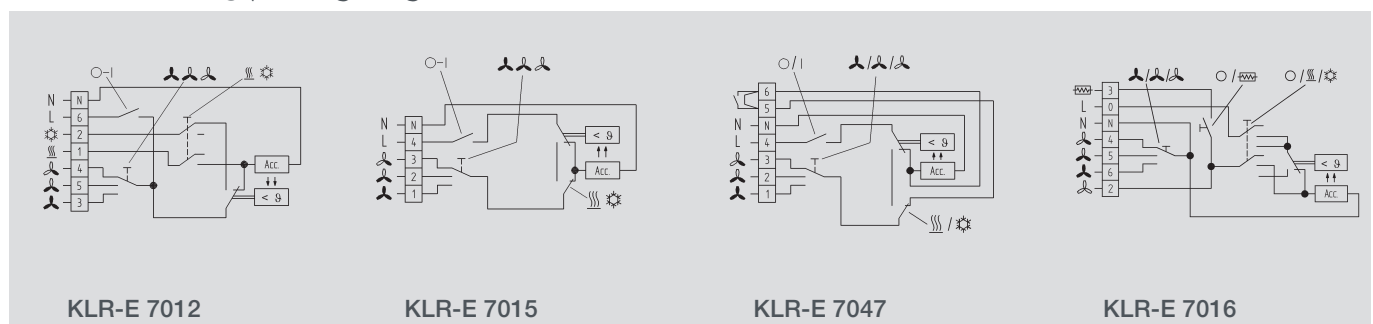 N N
L 6
2
1
4
5
3
Acc.
< ϑ
KLR-E 7012
N N
L 4
3
2
1
< ϑ
Acc.
KLR-E 7015
/ I
/ /
6
5
N N
L 4
3
2
1
< ϑ
Acc.
/
KLR-E 7047
/ /
/
/ /
3
L 0
N N
4
5
6
2
< ϑ
Acc.
KLR-E 7016